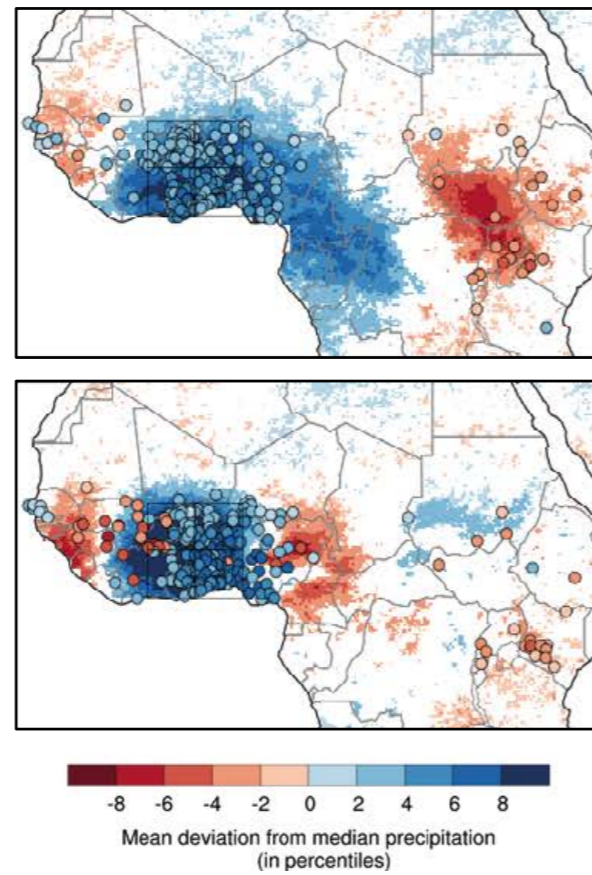 -8 -6 -4 -2 0 2 4 6 8
Mean deviation from median precipitation
(in percentiles)